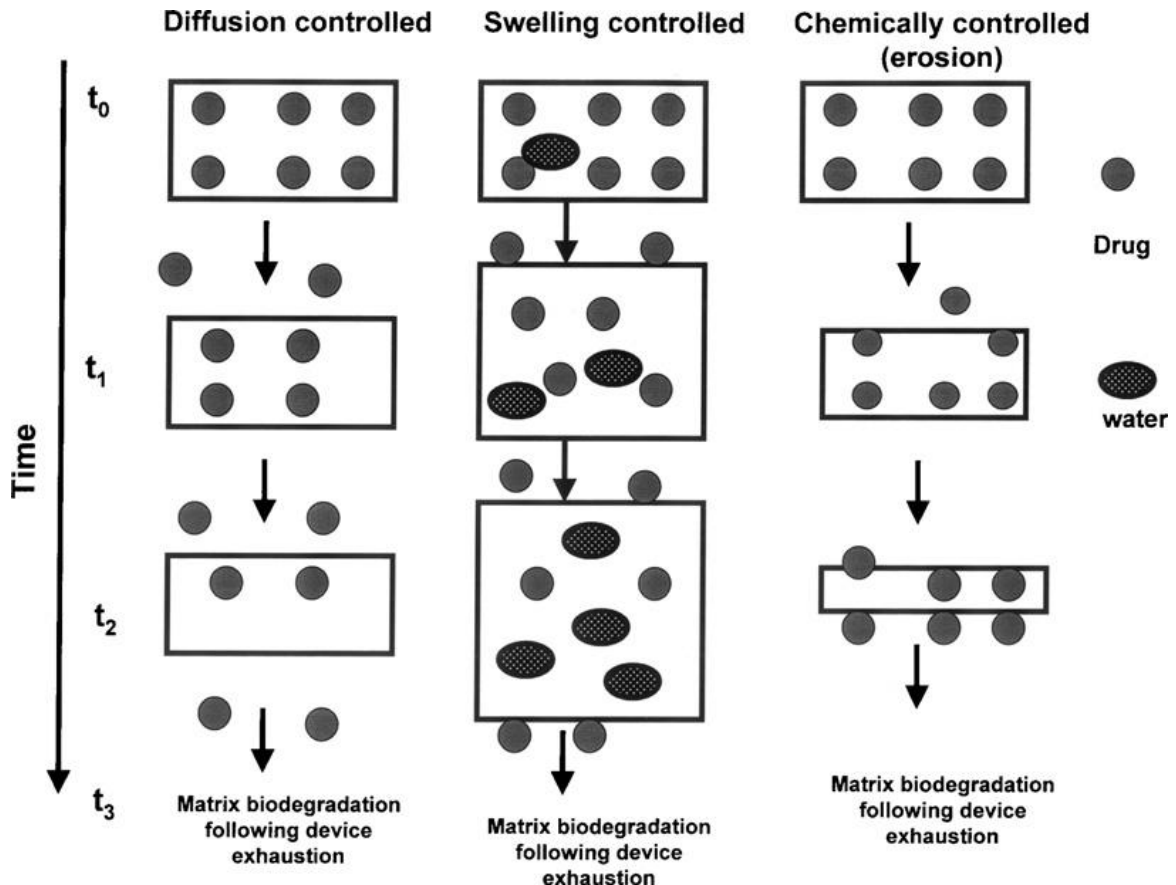 Diffusion controlled
Swelling controlled
Chemically controlled
(erosion)
t0
Drug
t1
water
Time
t2
t3
Matrix biodegradation
following device
exhaustion
Matrix biodegradation
following device
exhaustion
Matrix biodegradation
following device
exhaustion